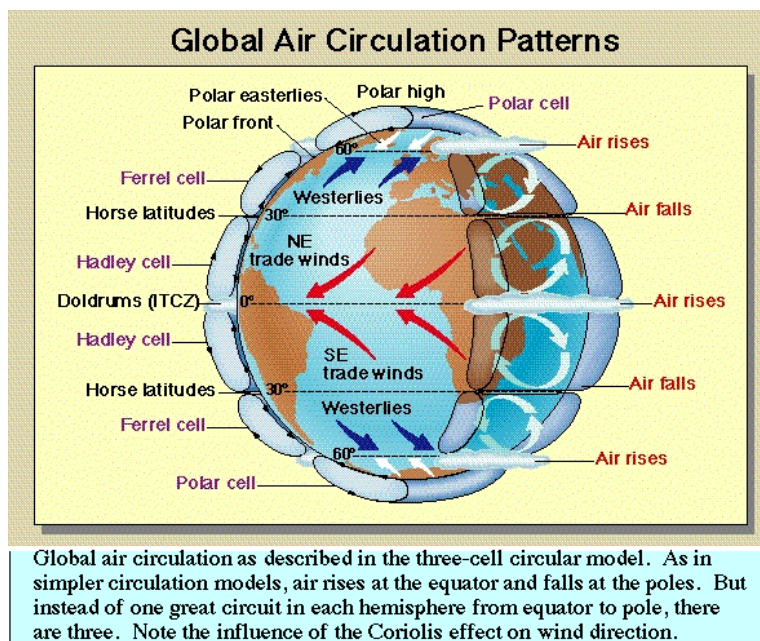 Global Air Circulation Patterns
Polar high
Polar easterlies
Polar cell
Polar front
Air rises
60º
Ferrel cell
Westerlies
Horse latitudes
30º
Air falls
NE
trade winds
Hadley cell
Doldrums (ITCZ)
0º
Air rises
Hadley cell
SE
trade winds
Horse latitudes
30º
Air falls
Westerlies
Ferrel cell
60º
Air rises
Polar cell
Global air circulation as described in the three-cell circular model. As in
simpler circulation models, air rises at the equator and falls at the poles. But
instead of one great circuit in each hemisphere from equator to pole, there
are three. Note the influence of the Coriolis effect on wind direction.